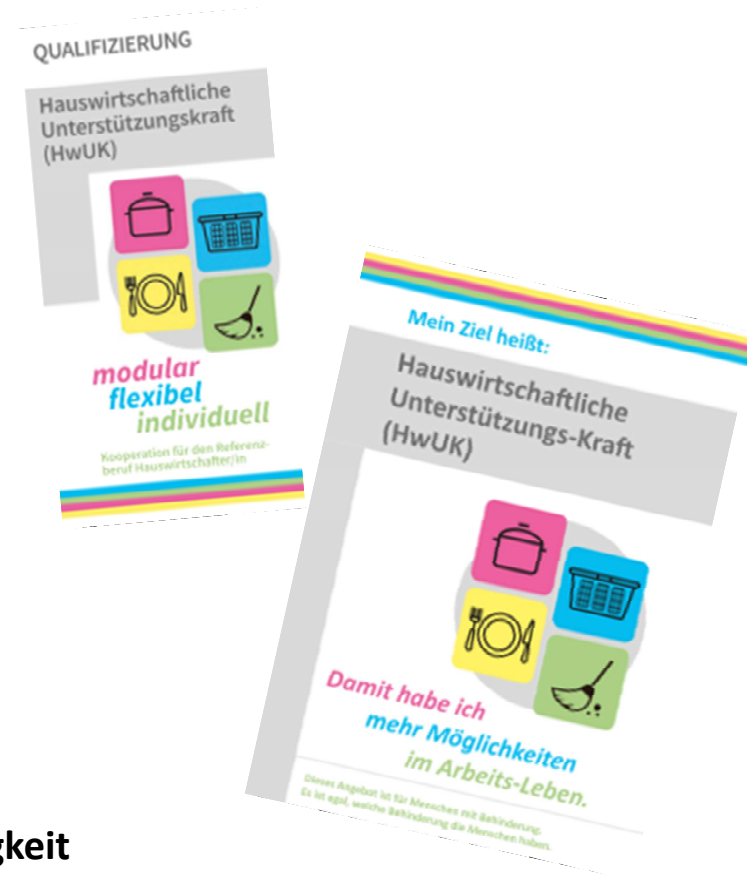 QUALIFIZIERUNG
Hauswirtschaftliche
Unterstützungskraft
(HwUK)
modular
flexibel
individuell
Kooperation für den Referenz-
beruf Hauswirtschafter/in
Mein Ziel heißt:
Hauswirtschaftliche
Unterstützungs-Kraft
(HwUK)
Damit habe ich
mehr Möglichkeiten
im Arbeits-Leben.
Dieses Angebot ist für Menschen mit Behinderung.
Es ist egal, welche Behinderung die Menschen haben.
gkeit